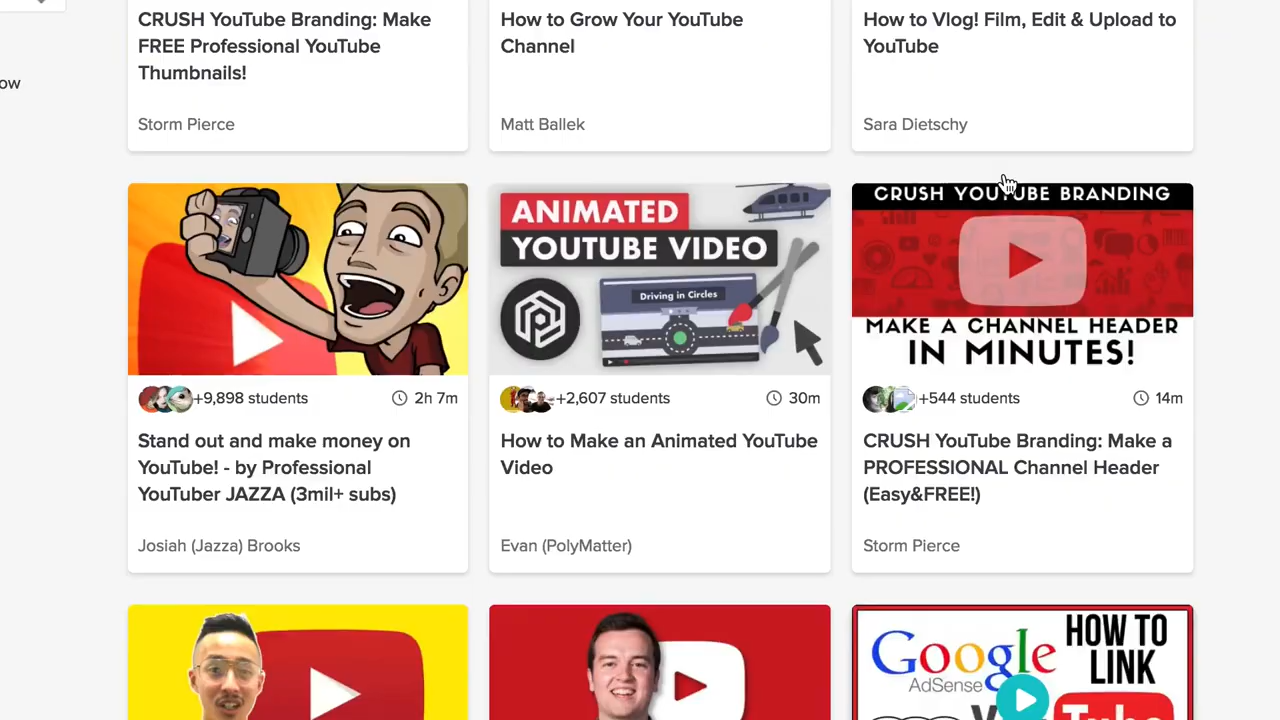 CRUSH YouTube Branding: Make
FREE Professional YouTube
Thumbnails!
Storm Pierce
How to Grow Your YouTube
Channel
Matt Ballek
How to Vlog! Film, Edit & Upload to
YouTube
Sara Dietschy
ow
+9,898 students
2h 7m
Stand out and make money on
YouTube! - by Professional
YouTuber JAZZA (3mil+ subs)
Josiah (Jazza) Brooks
ANIMATED
YOUTUBE VIDEO
Driving in Circles
+2,607 students
30m
How to Make an Animated YouTube
Video
Evan (PolyMatter)
CRUSH YOUTUBE BRANDING
MAKE A CHANNEL HEADER
IN MINUTES!
+544 students
14m
CRUSH YouTube Branding: Make a
PROFESSIONAL Channel Header
(Easy&FREE!)
Storm Pierce
Google
AdSense
HOW TO
LINK